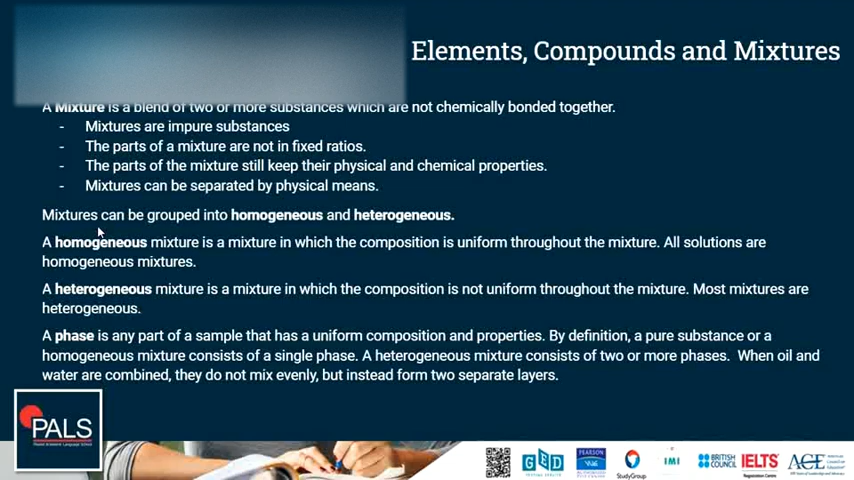 Elements, Compounds and Mixtures
A Mixture is a blend of two or more substances which are not chemically bonded together.
- Mixtures are impure substances
- The parts of a mixture are not in fixed ratios.
- The parts of the mixture still keep their physical and chemical properties.
- Mixtures can be separated by physical means.
Mixtures can be grouped into homogeneous and heterogeneous.
A homogeneous mixture is a mixture in which the composition is uniform throughout the mixture. All solutions are
homogeneous mixtures.
A heterogeneous mixture is a mixture in which the composition is not uniform throughout the mixture. Most mixtures are
heterogeneous.
A phase is any part of a sample that has a uniform composition and properties. By definition, a pure substance or a
homogeneous mixture consists of a single phase. A heterogeneous mixture consists of two or more phases. When oil and
water are combined, they do not mix evenly, but instead form two separate layers.
PALS
GED
PEARSON
StudyGroup
IMI
BRITISH
COUNCIL
IELTS
ACE